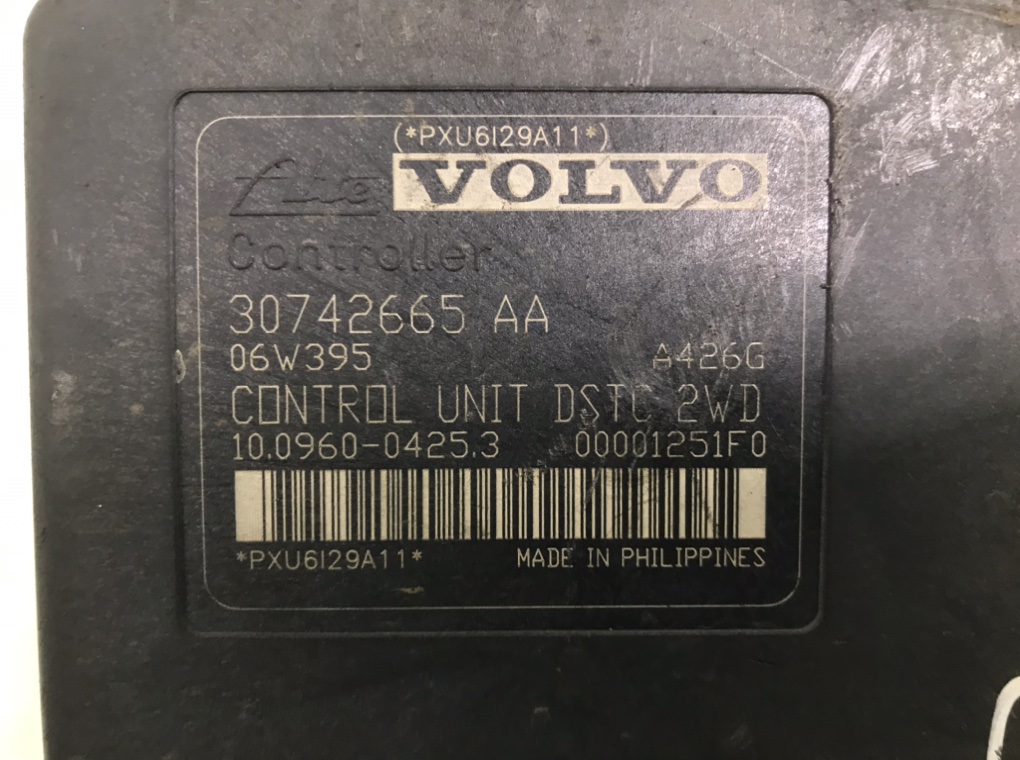 (*PXU6I29A11*)
Ate VOLVO
Controller
30742665 AA
06W395 A426G
CONTROL UNIT DSTC 2WD
10.0960-0425.3 00001251F0
*PXU6I29A11* MADE IN PHILIPPINES